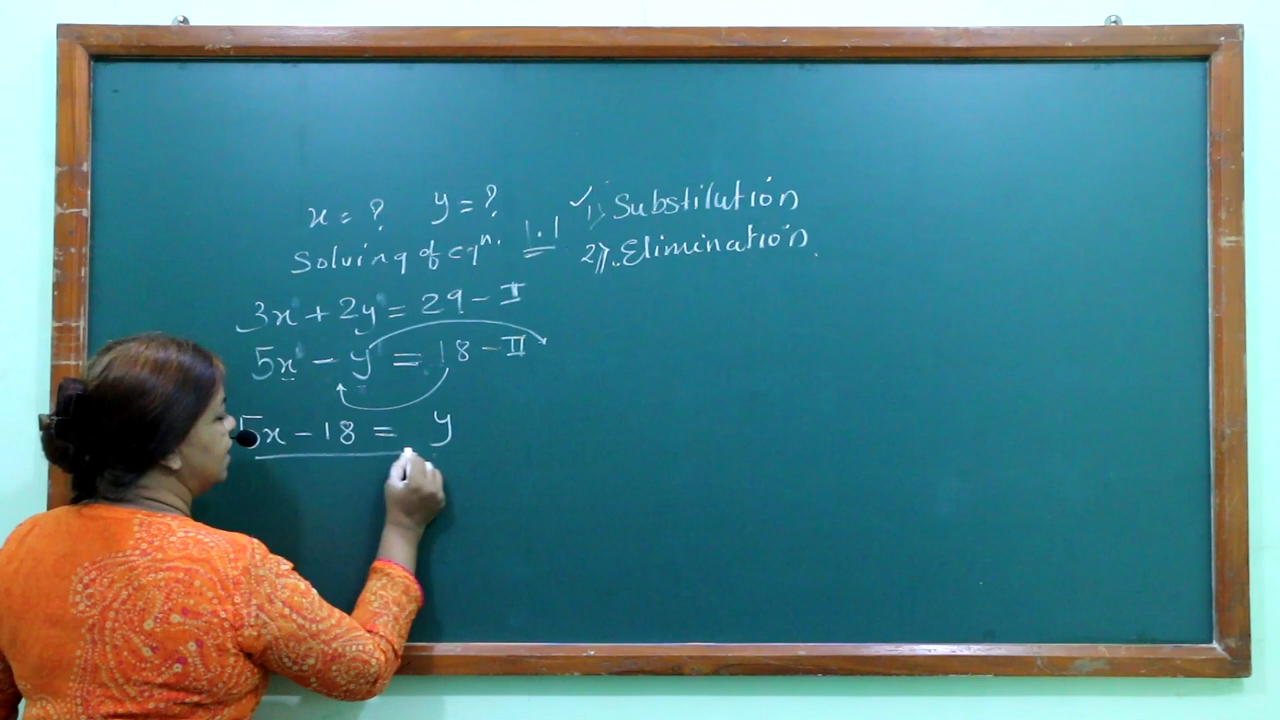 x = ? y = ? 1) Substitution
Solving of eqⁿ. 1.1 2) Elimination.
3x + 2y = 29 - I
5x - y = 18 - II
5x - 18 = y